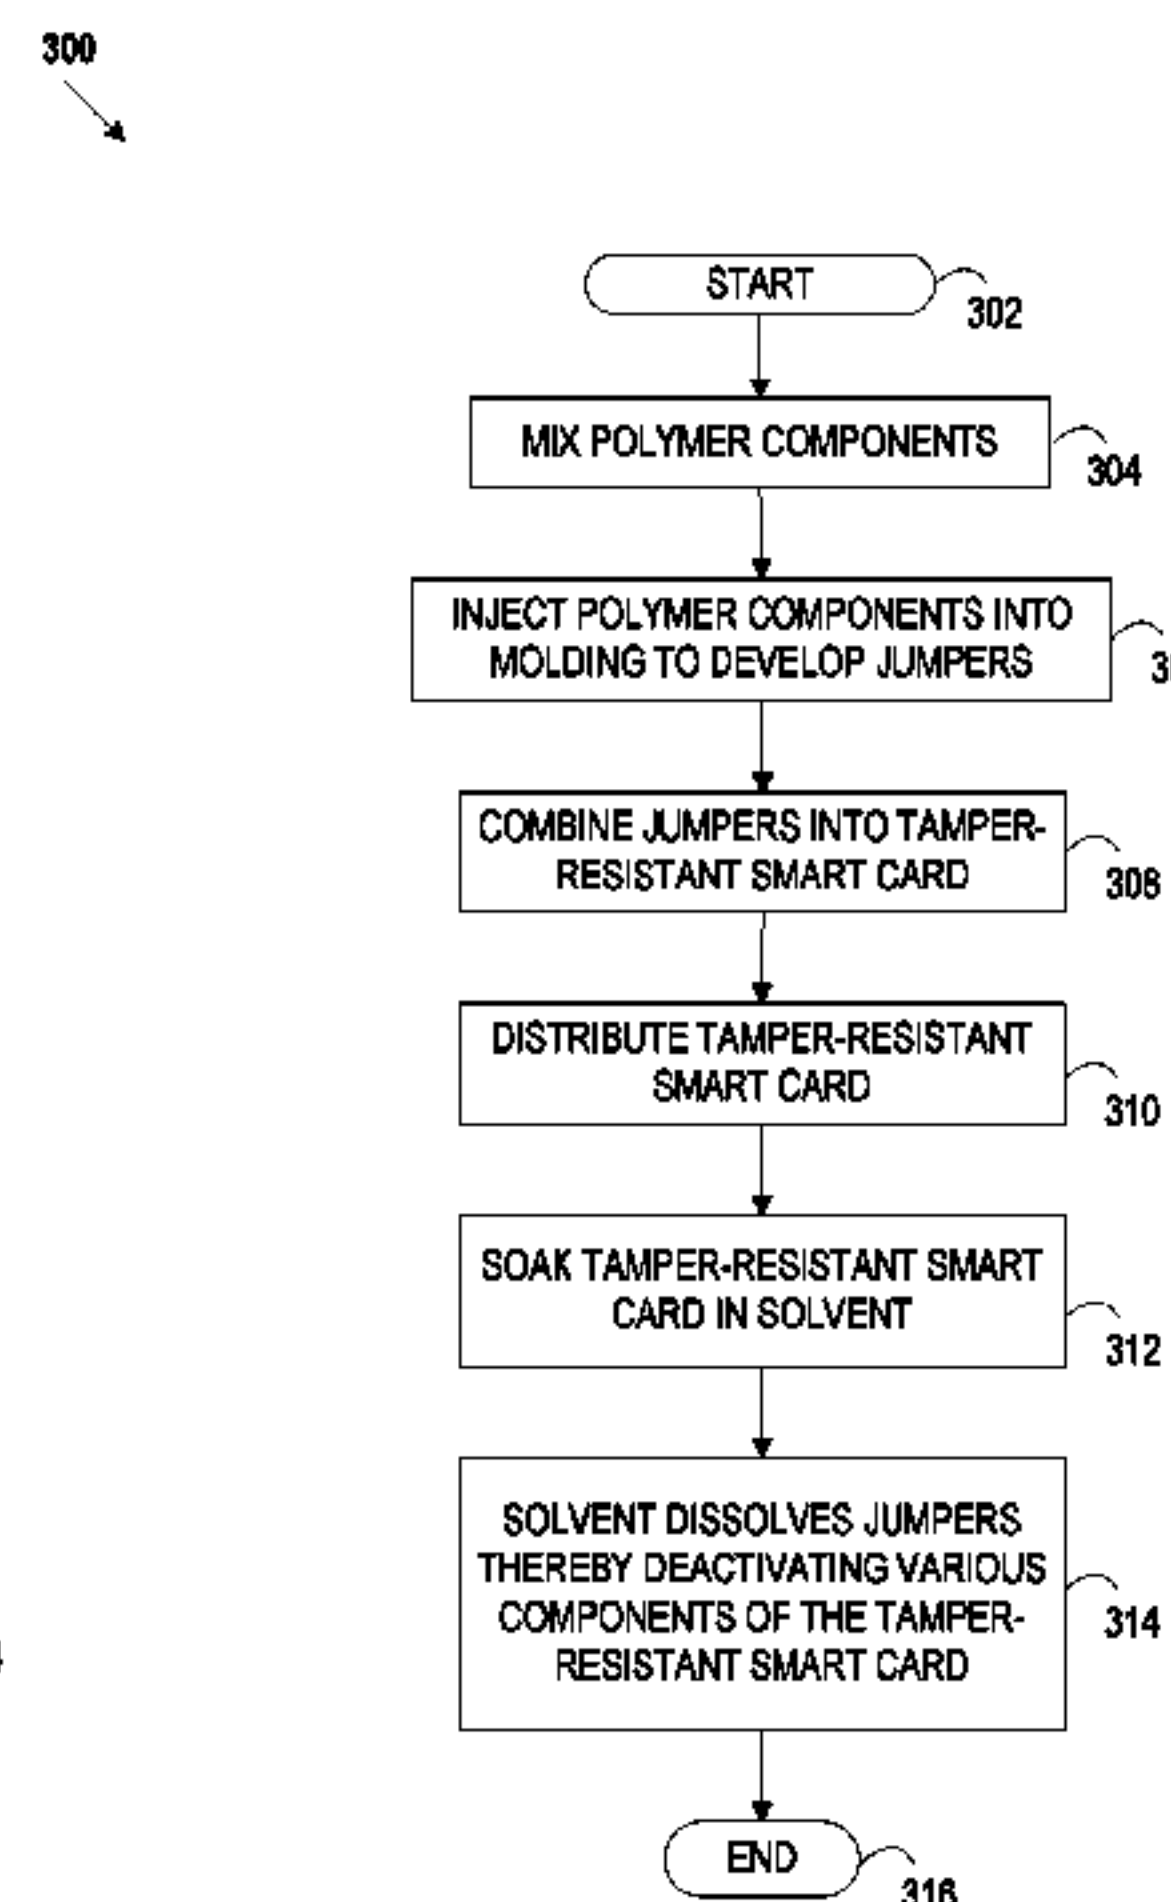 300
START
302
MIX POLYMER COMPONENTS
304
INJECT POLYMER COMPONENTS INTO
MOLDING TO DEVELOP JUMPERS
COMBINE JUMPERS INTO TAMPER-
RESISTANT SMART CARD
308
DISTRIBUTE TAMPER-RESISTANT
SMART CARD
310
SOAK TAMPER-RESISTANT SMART
CARD IN SOLVENT
312
SOLVENT DISSOLVES JUMPERS
THEREBY DEACTIVATING VARIOUS
COMPONENTS OF THE TAMPER-
RESISTANT SMART CARD
314
END
316